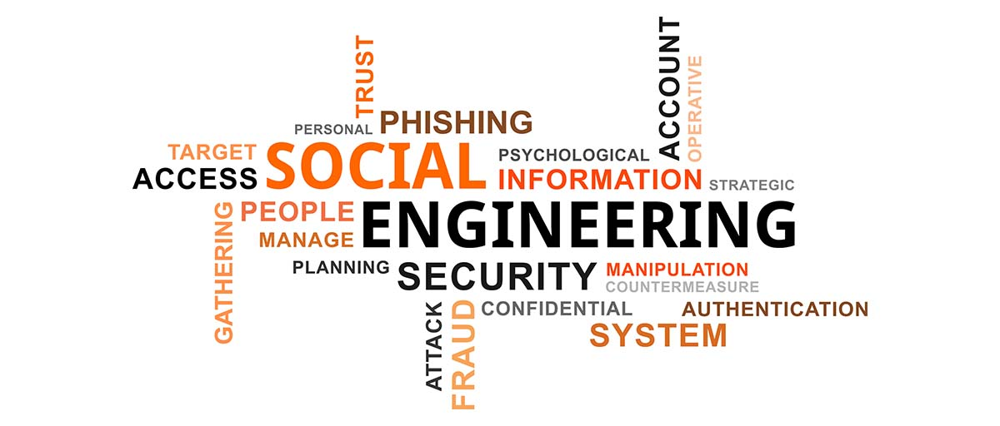 TRUST
ACCOUNT
OPERATIVE
PERSONAL
PHISHING
TARGET
SOCIAL
PSYCHOLOGICAL
ACCESS
INFORMATION
STRATEGIC
GATHERING
PEOPLE
ENGINEERING
MANAGE
PLANNING
SECURITY
MANIPULATION
COUNTERMEASURE
ATTACK
FRAUD
CONFIDENTIAL
AUTHENTICATION
SYSTEM